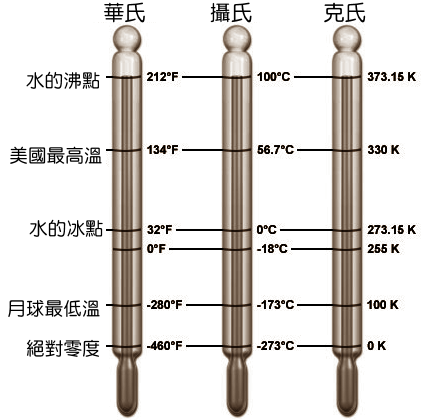 華氏 攝氏 克氏
水的沸點 212°F 100°C 373.15 K
美國最高溫 134°F 56.7°C 330 K
水的冰點 32°F 0°C 273.15 K
0°F -18°C 255 K
月球最低溫 -280°F -173°C 100 K
絕對零度 -460°F -273°C 0 K